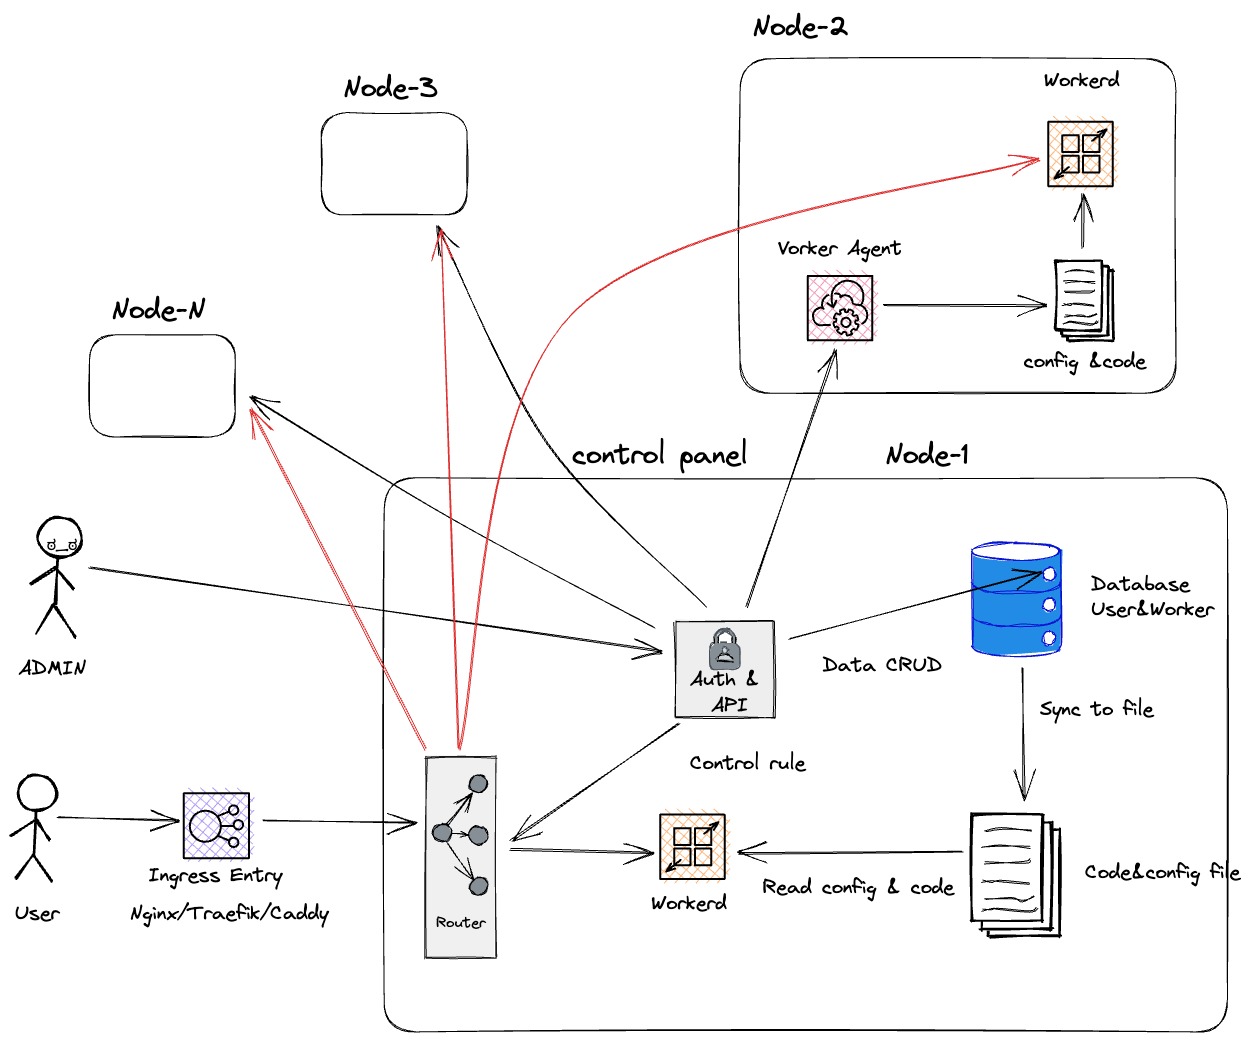 Node-2
Workerd
Node-3
Vorker Agent
Node-N
config &code
control panel
Node-1
Database
User&Worker
ADMIN
Auth &
API
Data CRUD
Sync to file
Control rule
Ingress Entry
Nginx/Traefik/Caddy
User
Router
Workerd
Read config & code
Code&config file